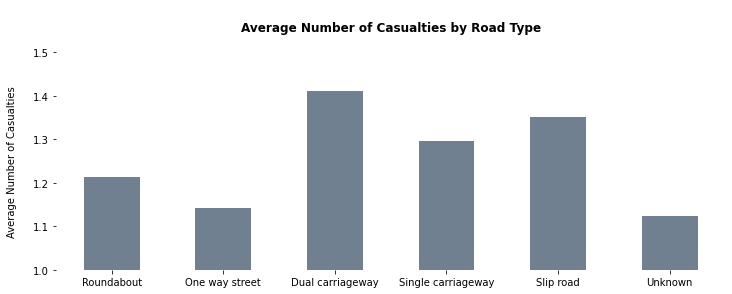 Average Number of Casualties by Road Type
Average Number of Casualties
1.5
1.4
1.3
1.2
1.1
1.0
Roundabout One way street Dual carriageway Single carriageway Slip road Unknown